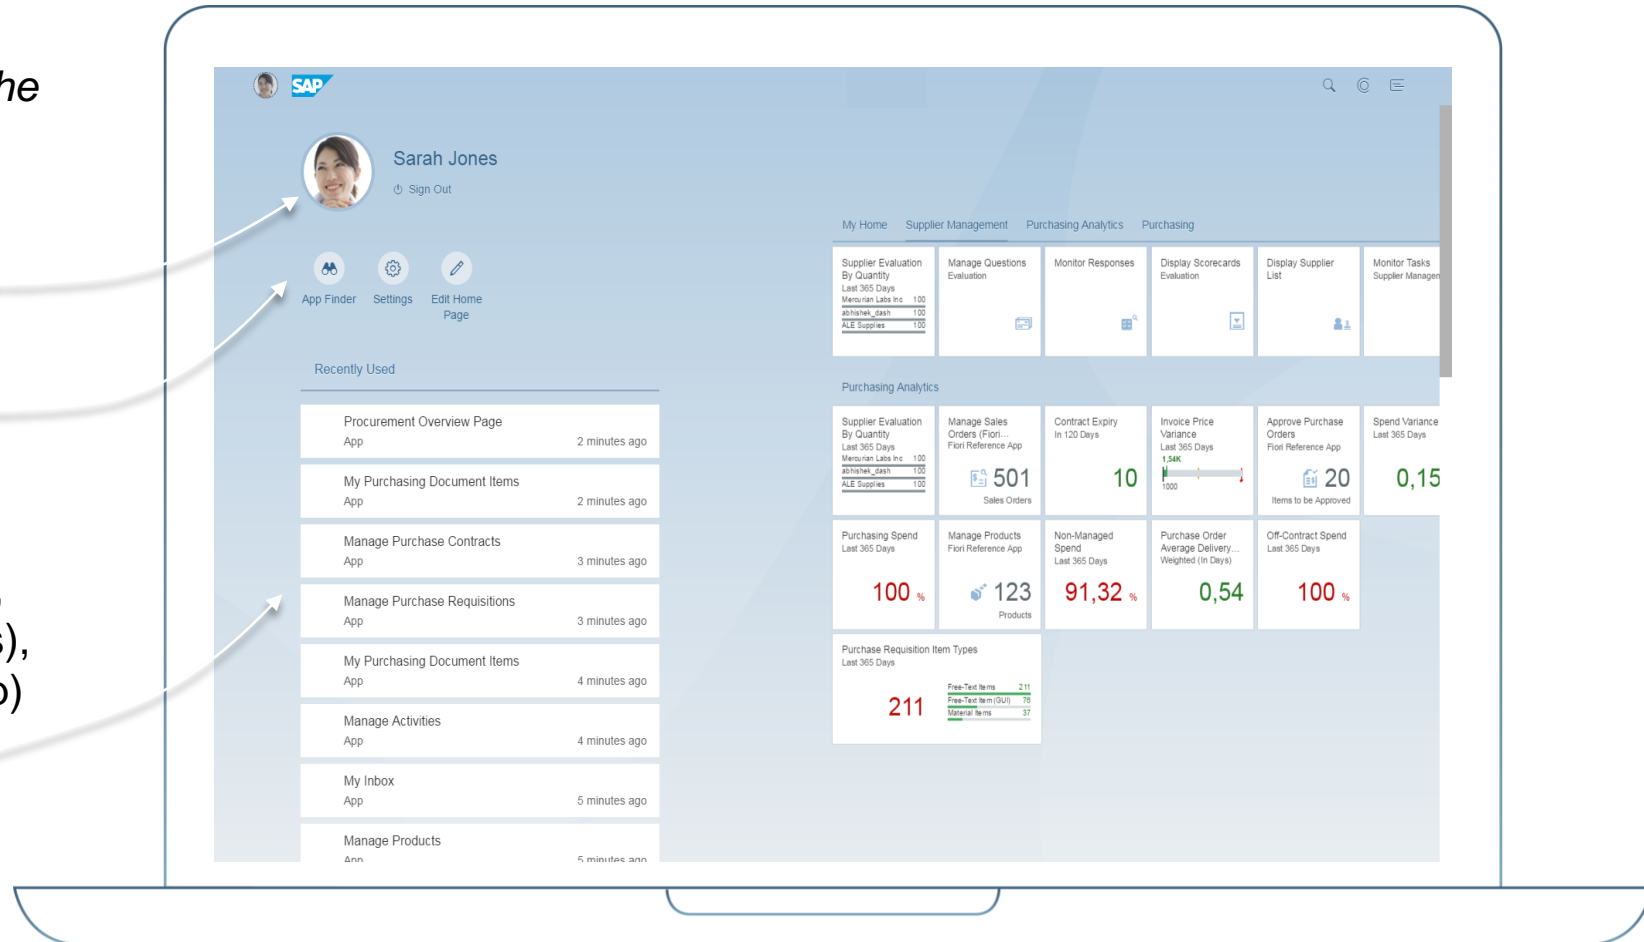 he
s),
o)
SAP
Sarah Jones
Sign Out
App Finder
Settings
Edit Home
Page
Recently Used
Procurement Overview Page
App
2 minutes ago
My Purchasing Document Items
App
2 minutes ago
Manage Purchase Contracts
App
3 minutes ago
Manage Purchase Requisitions
App
3 minutes ago
My Purchasing Document Items
App
4 minutes ago
Manage Activities
App
4 minutes ago
My Inbox
App
5 minutes ago
Manage Products
App
5 minutes ago
My Home Supplier Management Purchasing Analytics Purchasing
Supplier Evaluation
By Quantity
Last 365 Days
Mercurian Labs Inc 100
abhishek_dash 100
ALE Supplies 100
Manage Questions
Evaluation
Monitor Responses
Display Scorecards
Evaluation
Display Supplier
List
Monitor Tasks
Supplier Managen
Purchasing Analytics
Supplier Evaluation
By Quantity
Last 365 Days
Mercurian Labs Inc 100
abhishek_dash 100
ALE Supplies 100
Manage Sales
Orders (Fiori...
Fiori Reference App
501
Sales Orders
Contract Expiry
In 120 Days
10
Invoice Price
Variance
Last 365 Days
1,54K
1000
Approve Purchase
Orders
Fiori Reference App
20
Items to be Approved
Spend Variance
Last 365 Days
0,15
Purchasing Spend
Last 365 Days
100 %
Manage Products
Fiori Reference App
123
Products
Non-Managed
Spend
Last 365 Days
91,32 %
Purchase Order
Average Delivery...
Weighted (In Days)
0,54
Off-Contract Spend
Last 365 Days
100 %
Purchase Requisition Item Types
Last 365 Days
211
Free-Text Items 211
Free-Text Item (GUI) 78
Material Items 37